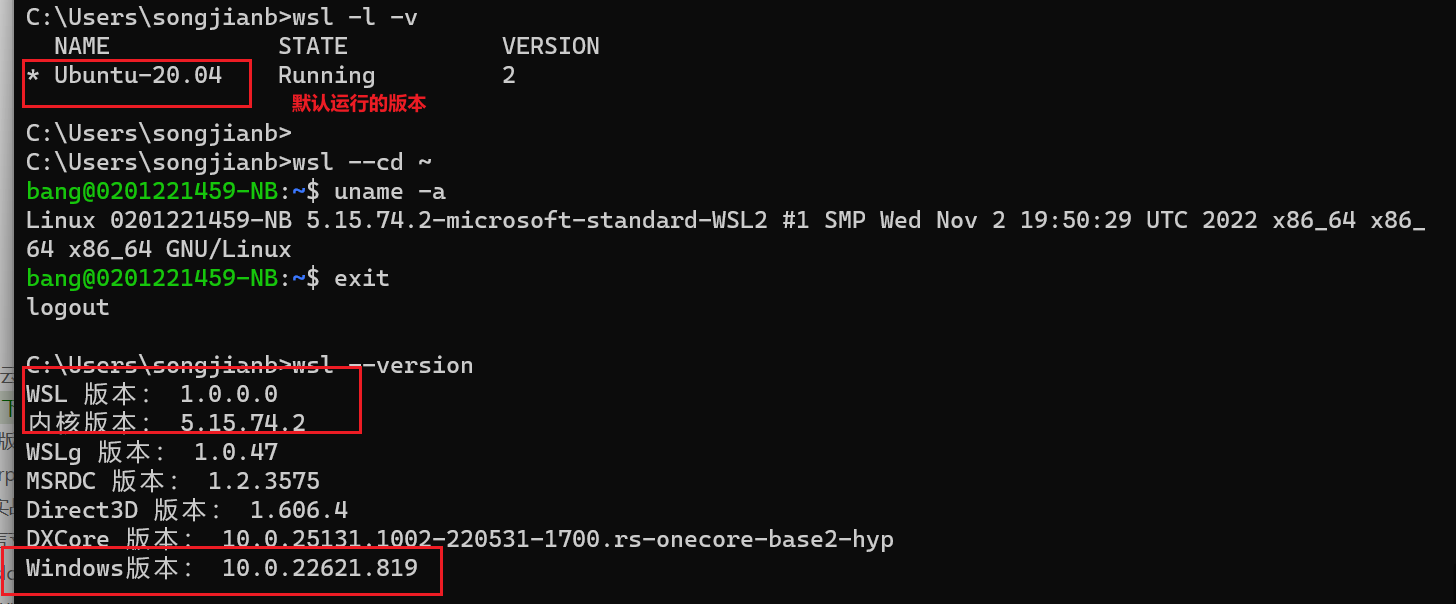 C:\Users\songjianb>wsl -l -v
NAME STATE VERSION
* Ubuntu-20.04 Running 2
默认运行的版本
C:\Users\songjianb>
C:\Users\songjianb>wsl --cd ~
bang@0201221459-NB:~$ uname -a
Linux 0201221459-NB 5.15.74.2-microsoft-standard-WSL2 #1 SMP Wed Nov 2 19:50:29 UTC 2022 x86_64 x86_
64 x86_64 GNU/Linux
bang@0201221459-NB:~$ exit
logout
C:\Users\songjianb>wsl --version
WSL 版本： 1.0.0.0
内核版本： 5.15.74.2
WSLg 版本： 1.0.47
MSRDC 版本： 1.2.3575
Direct3D 版本： 1.606.4
DXCore 版本： 10.0.25131.1002-220531-1700.rs-onecore-base2-hyp
Windows版本： 10.0.22621.819